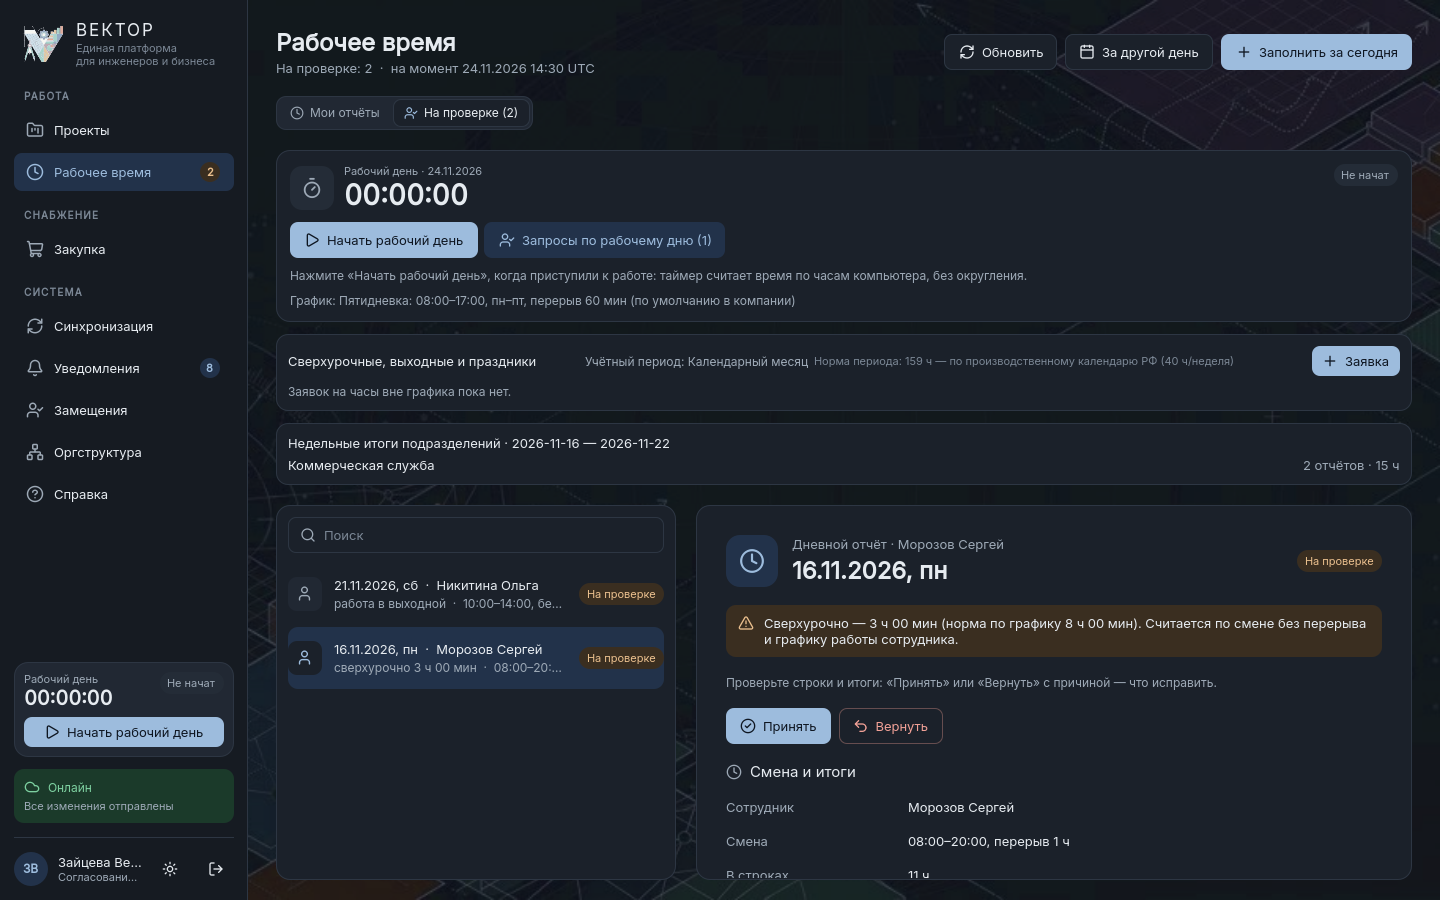 ВЕКТОР
Единая платформа
для инженеров и бизнеса
РАБОТА
Проекты
Рабочее время 2
СНАБЖЕНИЕ
Закупка
СИСТЕМА
Синхронизация
Уведомления 8
Замещения
Оргструктура
Справка
Рабочий день
00:00:00
Не начат
Начать рабочий день
Онлайн
Все изменения отправлены
ЗВ
Зайцева Ве...
Согласовани...
Рабочее время
На проверке: 2 · на момент 24.11.2026 14:30 UTC
Обновить
За другой день
Заполнить за сегодня
Мои отчёты
На проверке (2)
Рабочий день · 24.11.2026
00:00:00
Не начат
Начать рабочий день
Запросы по рабочему дню (1)
Нажмите «Начать рабочий день», когда приступили к работе: таймер считает время по часам компьютера, без округления.
График: Пятидневка: 08:00–17:00, пн–пт, перерыв 60 мин (по умолчанию в компании)
Сверхурочные, выходные и праздники
Учётный период: Календарный месяц
Норма периода: 159 ч — по производственному календарю РФ (40 ч/неделя)
Заявка
Заявок на часы вне графика пока нет.
Недельные итоги подразделений · 2026-11-16 — 2026-11-22
Коммерческая служба
2 отчётов · 15 ч
Поиск
21.11.2026, сб · Никитина Ольга
работа в выходной · 10:00–14:00, бе...
На проверке
16.11.2026, пн · Морозов Сергей
сверхурочно 3 ч 00 мин · 08:00–20:...
На проверке
Дневной отчёт · Морозов Сергей
16.11.2026, пн
На проверке
Сверхурочно — 3 ч 00 мин (норма по графику 8 ч 00 мин). Считается по смене без перерыва
и графику работы сотрудника.
Проверьте строки и итоги: «Принять» или «Вернуть» с причиной — что исправить.
Принять
Вернуть
Смена и итоги
Сотрудник
Морозов Сергей
Смена
08:00–20:00, перерыв 1 ч
В строках
11 ч